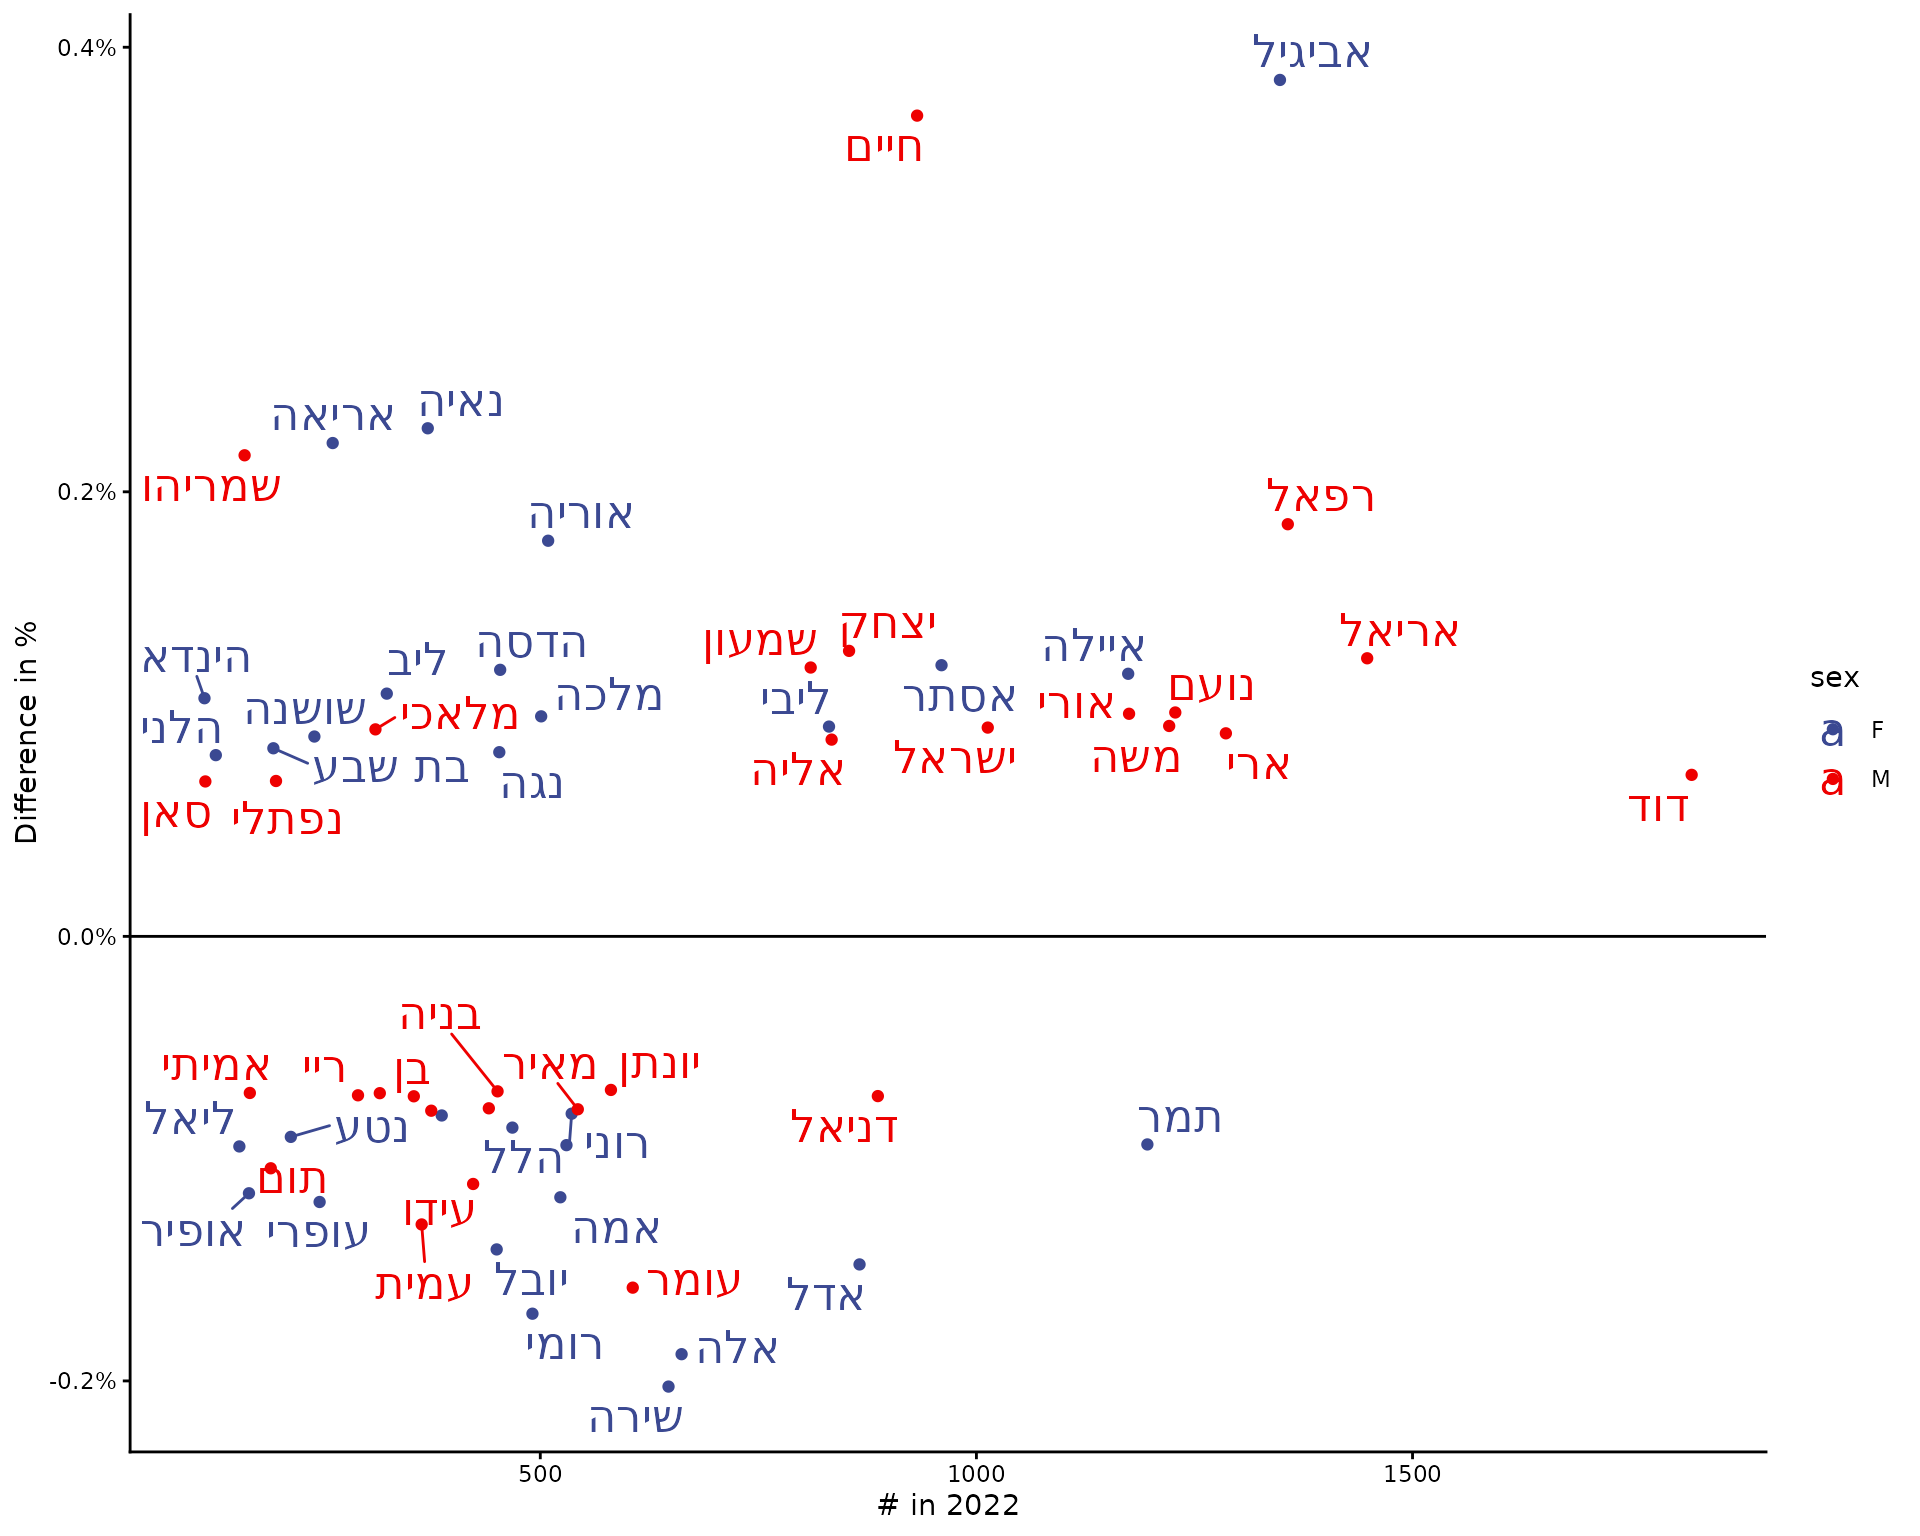 0.4%
אביגיל
חיים
נאיה
אריאה
שמריהו
0.2%
רפאל
אוריה
יצחק
שמעון
אריאל
הדסה
איילה
ליב
הינדא
נועם
מלכה
ליבי
אסתר
אורי
שושנה
מלאכי
הלני
ישראל
משה
ארי
אליה
בת שבע
נגה
דוד
סאן
נפתלי
Difference in %
sex
a F
a M
0.0%
בניה
אמיתי
ריי
בן
מאיר
יונתן
ליאל
נטע
דניאל
תמר
הלל
רוני
תום
עידו
אופיר
עופרי
אמה
עמית
יובל
עומר
אדל
רומי
אלה
-0.2%
שירה
500
1000
1500
# in 2022